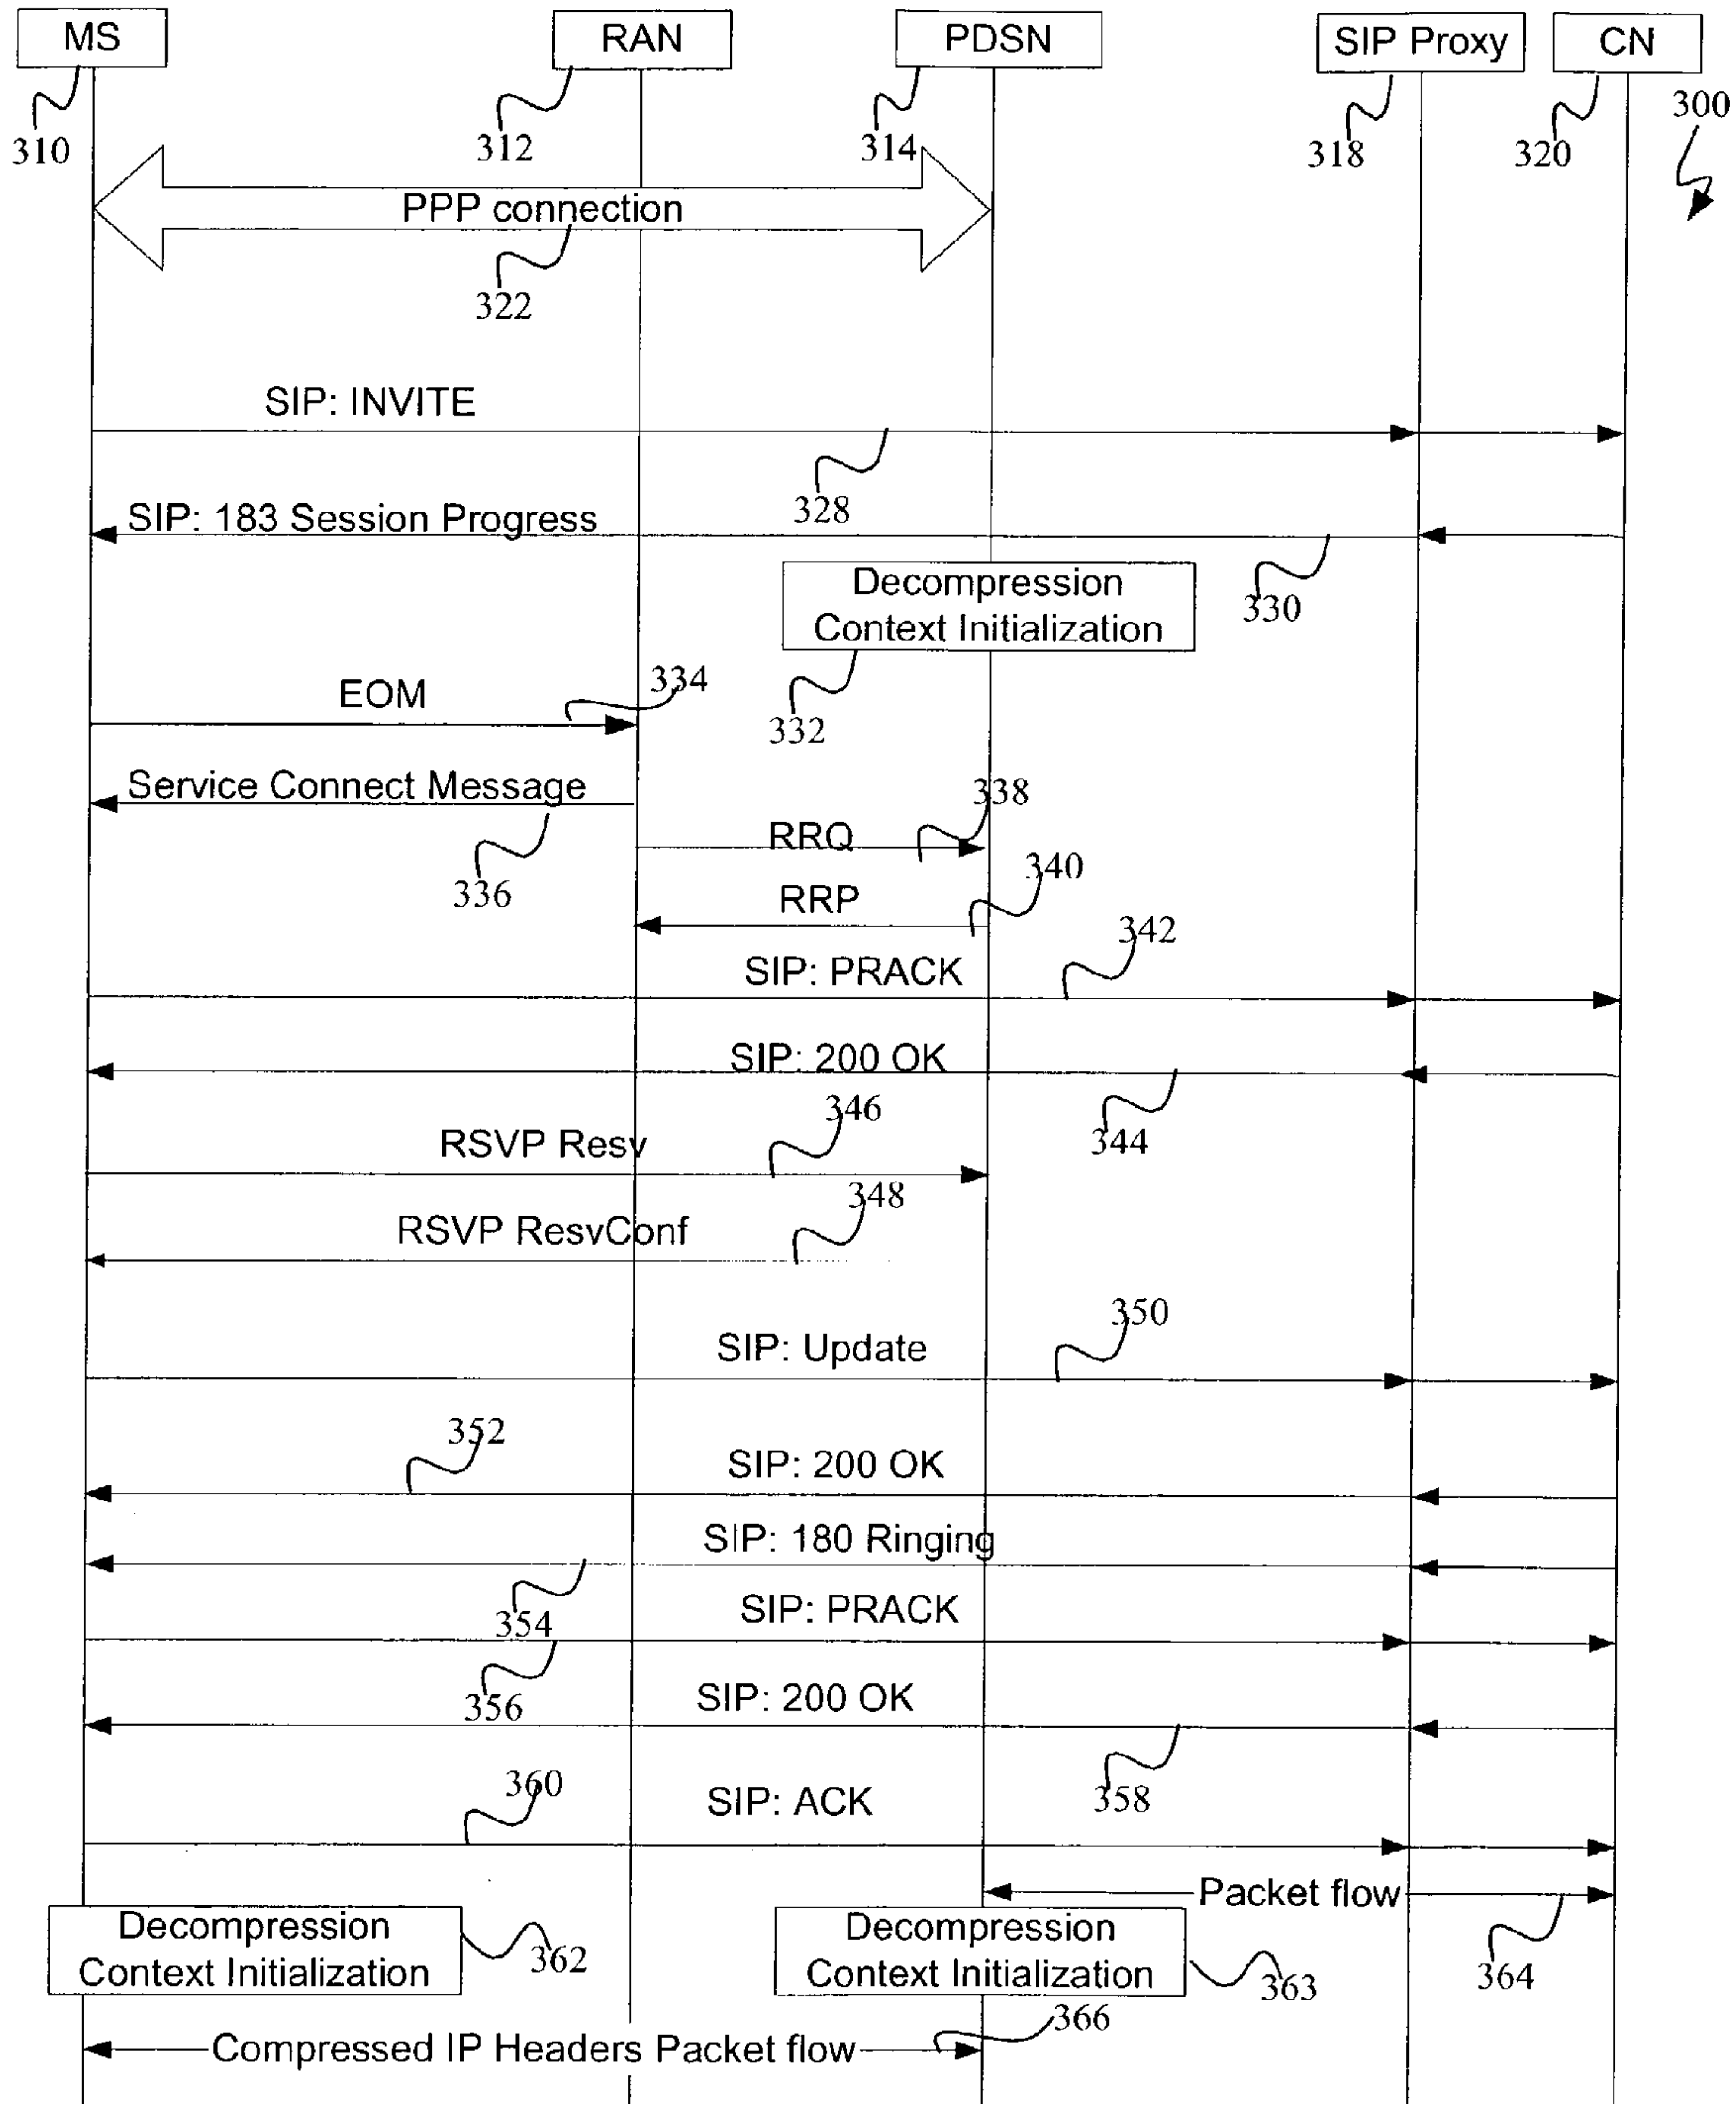 MS
RAN
PDSN
SIP Proxy
CN
310
312
314
318
320
300
PPP connection
322
SIP: INVITE
328
SIP: 183 Session Progress
330
Decompression
Context Initialization
332
EOM
334
Service Connect Message
336
RRQ
338
RRP
340
SIP: PRACK
342
SIP: 200 OK
344
RSVP Resv
346
RSVP ResvConf
348
SIP: Update
350
SIP: 200 OK
352
SIP: 180 Ringing
354
SIP: PRACK
356
SIP: 200 OK
358
SIP: ACK
360
Packet flow
364
Decompression
Context Initialization
362
Decompression
Context Initialization
363
Compressed IP Headers Packet flow
366